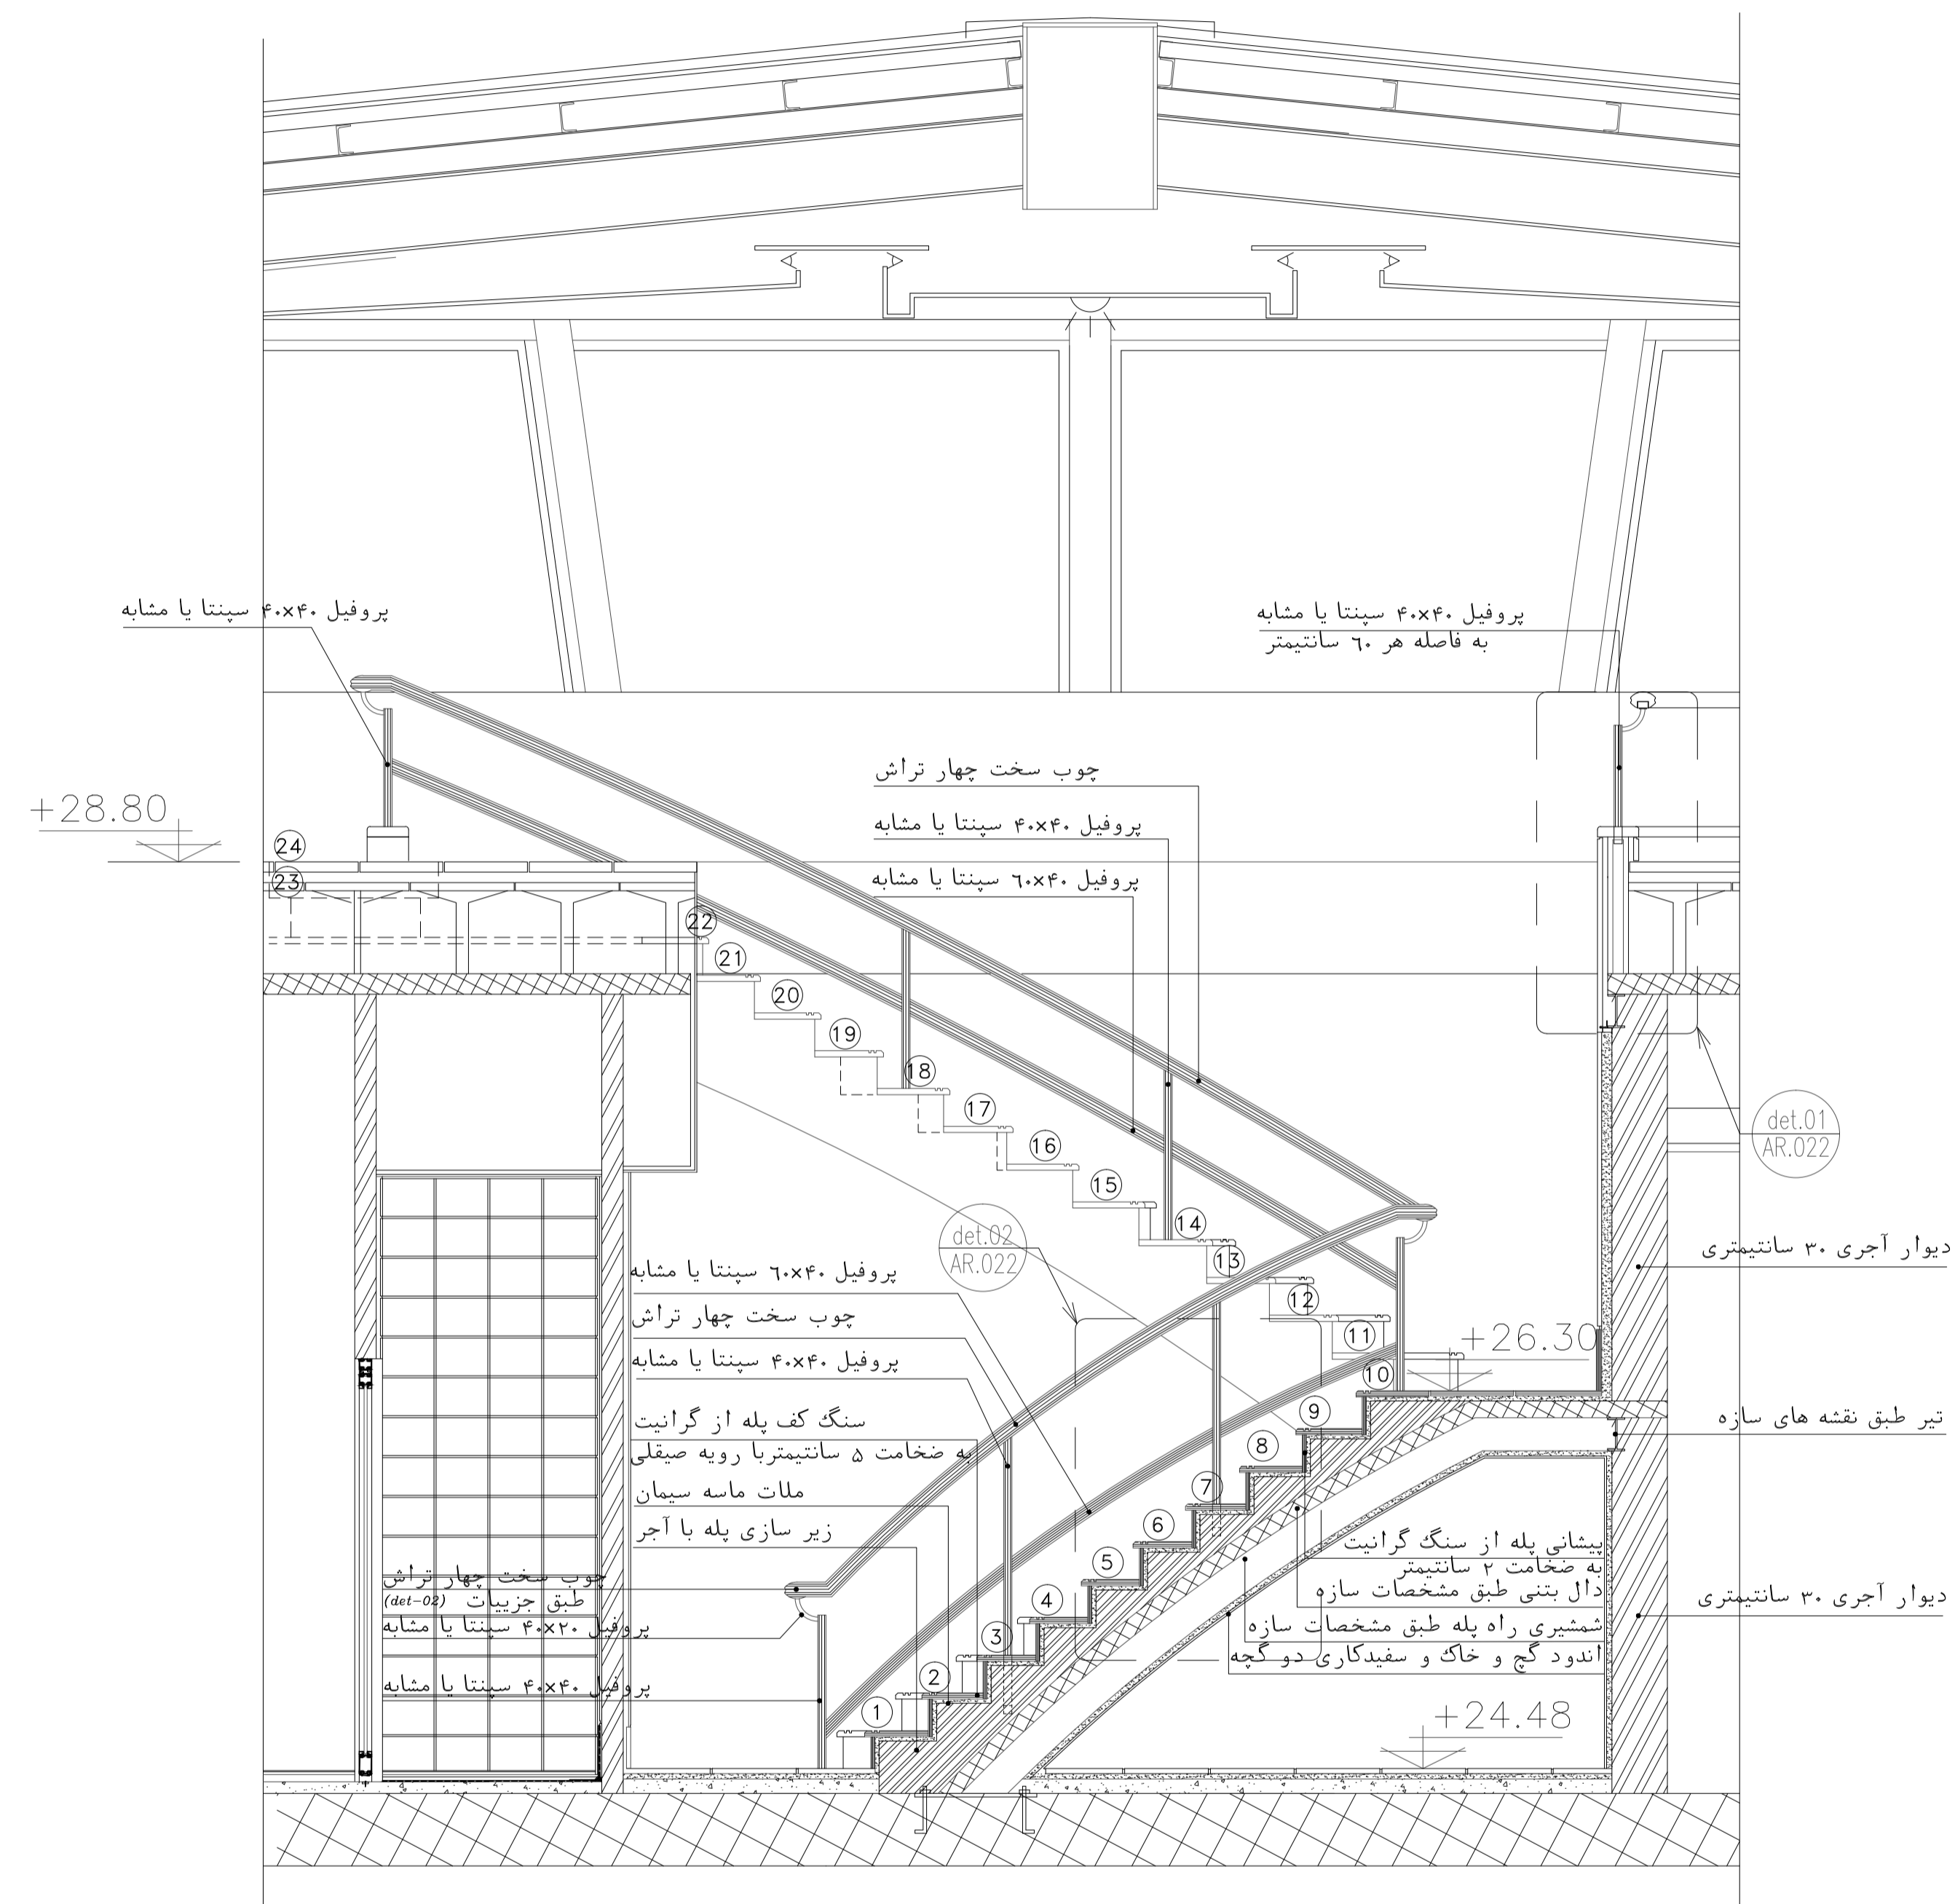 پروفیل ۴۰×۴۰ سپنتا یا مشابه
پروفیل ۴۰×۴۰ سپنتا یا مشابه
به فاصله هر ٦٠ سانتیمتر
+28.80
چوب سخت چهار تراش
پروفیل ۴۰×۴۰ سپنتا یا مشابه
پروفیل ٦۰×۴۰ سپنتا یا مشابه
24
23
22
21
20
19
18
17
16
15
14
13
12
11
10
9
8
7
6
5
4
3
2
1
det.01
AR.022
det.02
AR.022
+26.30
دیوار آجری ۳۰ سانتیمتری
تیر طبق نقشه های سازه
دیوار آجری ۳۰ سانتیمتری
پروفیل ٦۰×۴۰ سپنتا یا مشابه
چوب سخت چهار تراش
پروفیل ۴۰×۴۰ سپنتا یا مشابه
سنگ کف پله از گرانیت
به ضخامت ۵ سانتیمتربا رویه صیقلی
ملات ماسه سیمان
زیر سازی پله با آجر
چوب سخت چهار تراش
طبق جزییات (det-02)
پروفیل ۴۰×۲۰ سپنتا یا مشابه
پروفیل ۴۰×۴۰ سپنتا یا مشابه
پیشانی پله از سنگ گرانیت
به ضخامت ۲ سانتیمتر
دال بتنی طبق مشخصات سازه
شمشیری راه پله طبق مشخصات سازه
اندود گچ و خاک و سفیدکاری دو گچه
+24.48